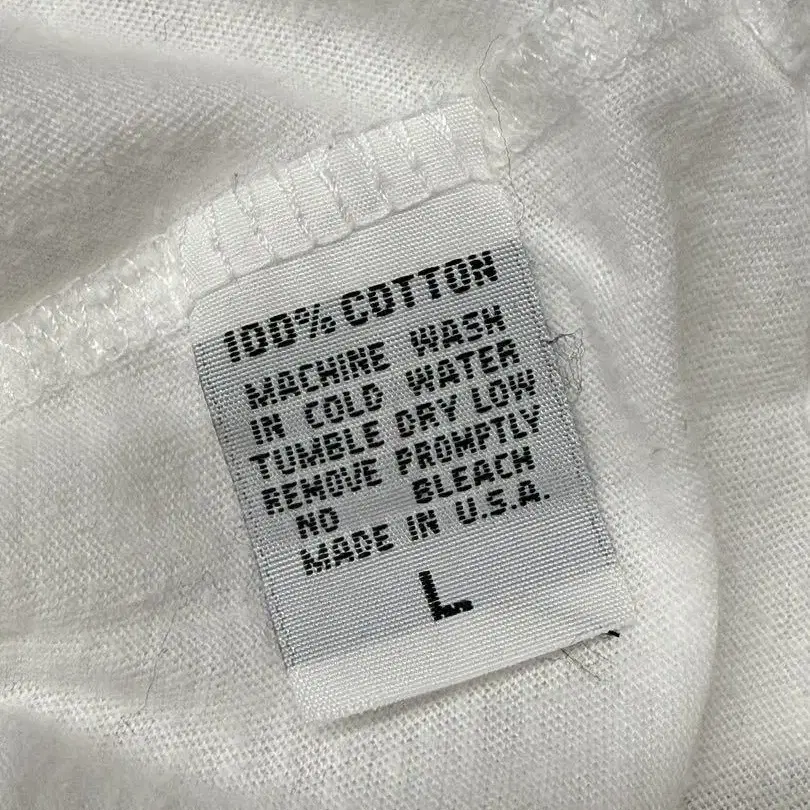 100% COTTON
MACHINE WASH
IN COLD WATER
TUMBLE DRY LOW
REMOVE PROMPTLY
NO BLEACH
MADE IN U.S.A.
L